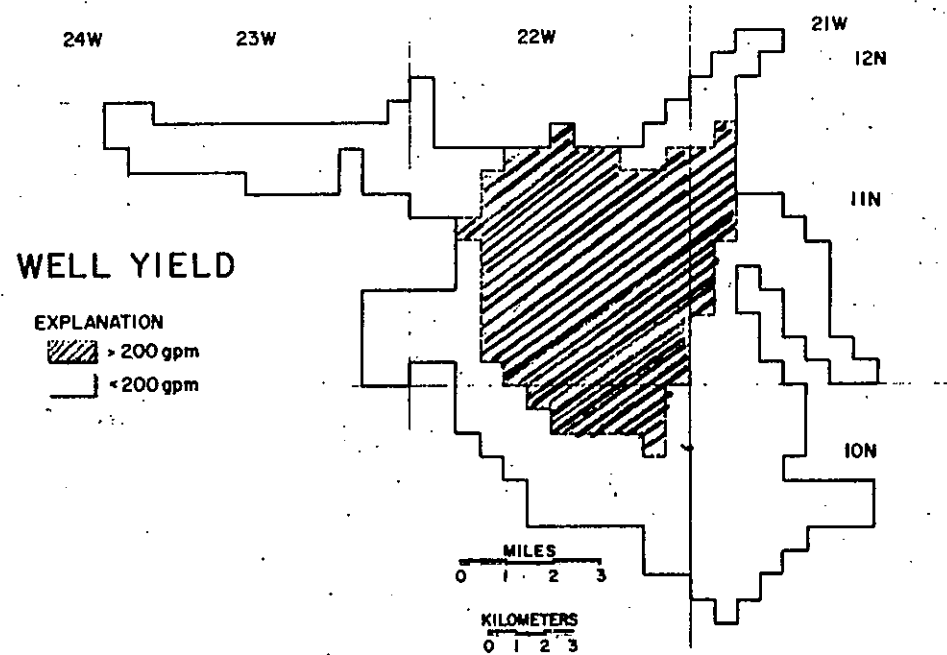 24W 23W 22W 21W
12N
11N
WELL YIELD
EXPLANATION
> 200 gpm
< 200 gpm
10N
MILES
0 1 2 3
KILOMETERS
0 1 2 3